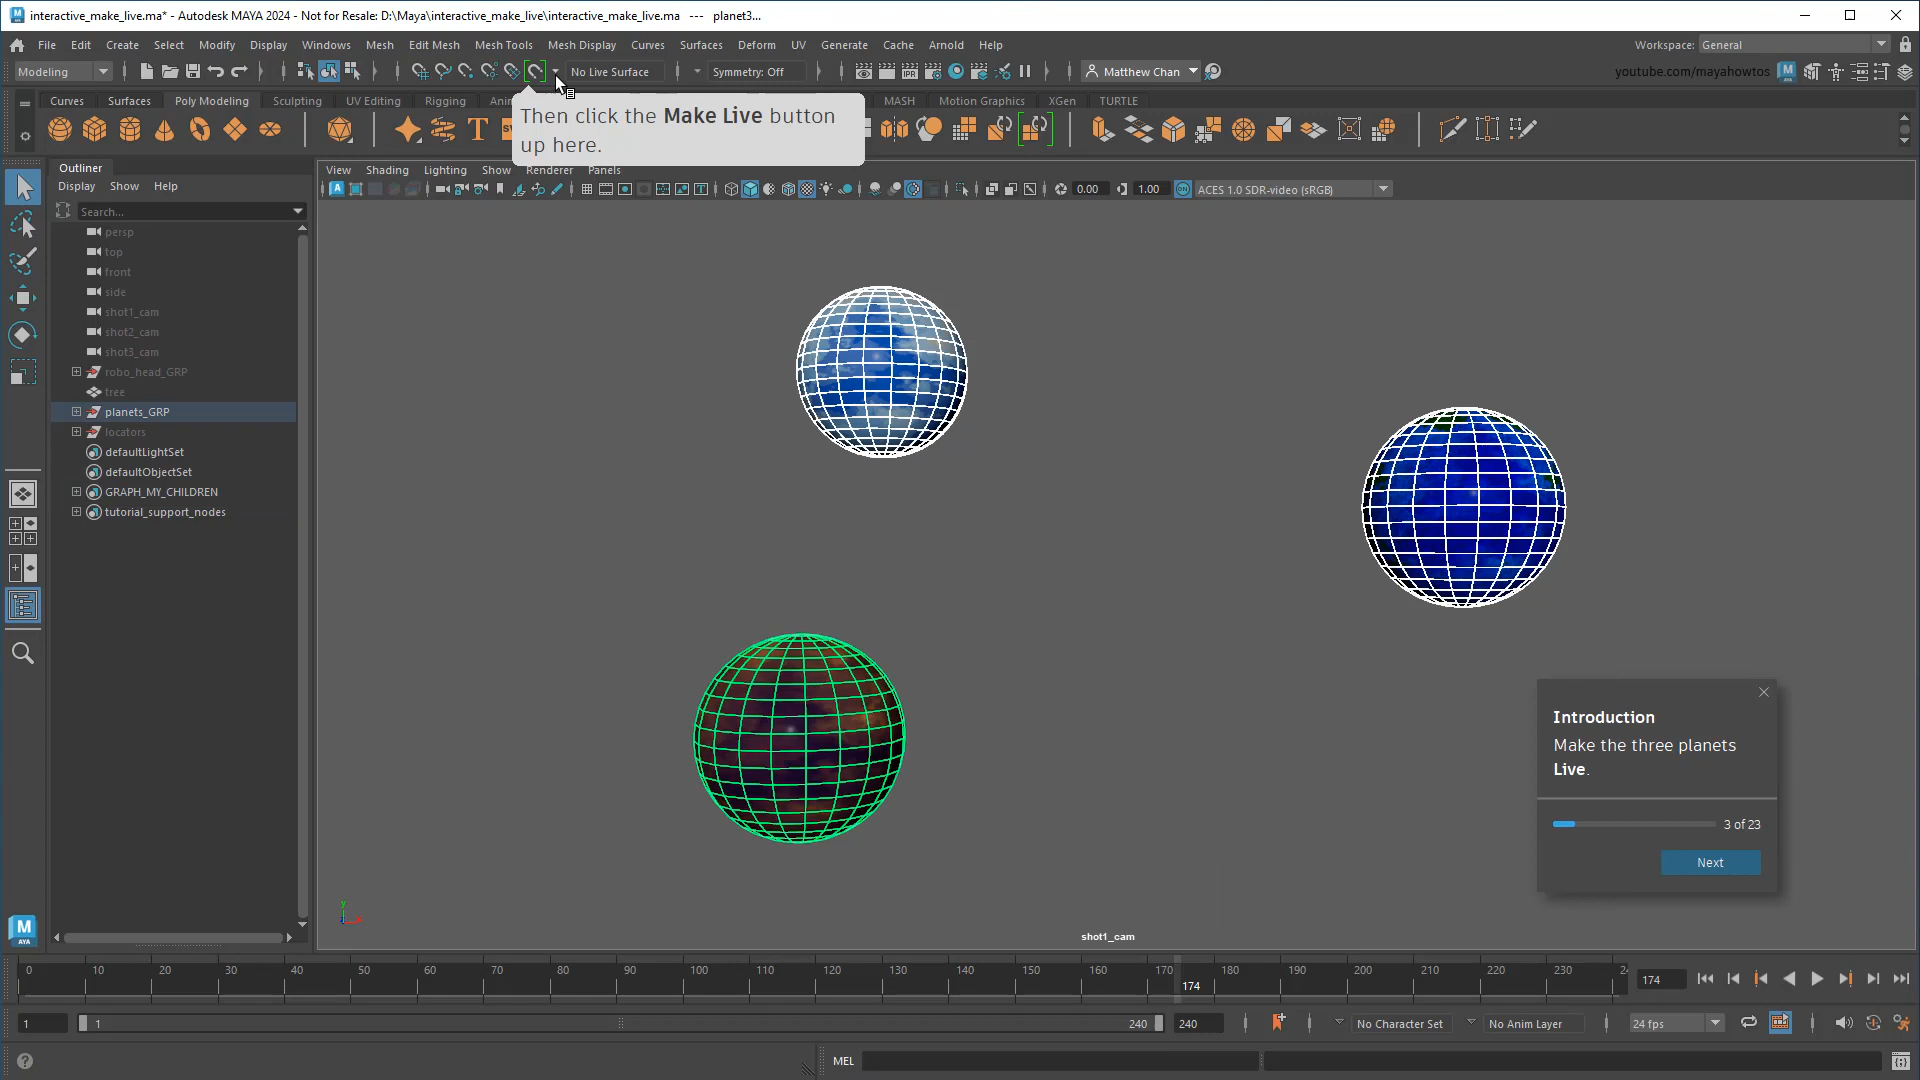 interactive_make_live.ma* - Autodesk MAYA 2024 - Not for Resale: D:\Maya\interactive_make_live\interactive_make_live.ma   ---   planet3...
File Edit Create Select Modify Display Windows Mesh Edit Mesh Mesh Tools Mesh Display Curves Surfaces Deform UV Generate Cache Arnold Help
Workspace: General
Modeling
No Live Surface
Symmetry: Off
IPR
Matthew Chan
youtube.com/mayahowtos
Curves Surfaces Poly Modeling Sculpting UV Editing Rigging MASH Motion Graphics XGen TURTLE
Then click the Make Live button
up here.
Outliner
Display Show Help
Search...
View Shading Lighting Show Renderer Panels
0.00
1.00
ACES 1.0 SDR-video (sRGB)
persp
top
front
side
shot1_cam
shot2_cam
shot3_cam
robo_head_GRP
tree
planets_GRP
locators
defaultLightSet
defaultObjectSet
GRAPH_MY_CHILDREN
tutorial_support_nodes
Introduction
Make the three planets
Live.
3 of 23
Next
M
AYA
y
shot1_cam
0 10 20 30 40 50 60 70 80 90 100 110 120 130 140 150 160 170 180 190 200 210 220 230
174
174
1
1
240
240
No Character Set
No Anim Layer
24 fps
MEL